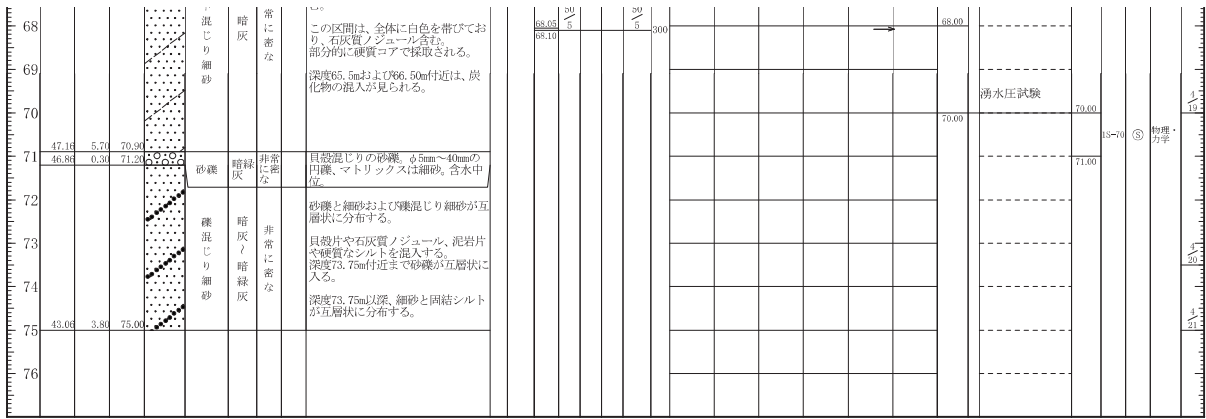 68
69
70
71
72
73
74
75
76
47.16 5.70 70.90
46.86 0.30 71.20
43.06 3.80 75.00
混じり細砂
暗灰
常に密な
この区間は、全体に白色を帯びてお
り、石灰質ノジュール含む。
部分的に硬質コアで採取される。
深度65.5mおよび66.50m付近は、炭
化物の混入が見られる。
砂礫
暗緑灰
非常に密な
貝殻混じりの砂礫。φ5mm～40mmの
円礫、マトリックスは細砂。含水中
位。
礫混じり細砂
暗灰～暗緑灰
非常に密な
砂礫と細砂および礫混じり細砂が互
層状に分布する。
貝殻片や石灰質ノジュール、泥岩片
や硬質なシルトを混入する。
深度73.75m付近まで砂礫が互層状に
入る。
深度73.75m以深、細砂と固結シルト
が互層状に分布する。
68.05
68.10
50
5
50
5
300
68.00
70.00
湧水圧試験
70.00
71.00
1S-70
Ⓢ
物理・
力学
4
19
4
20
4
21